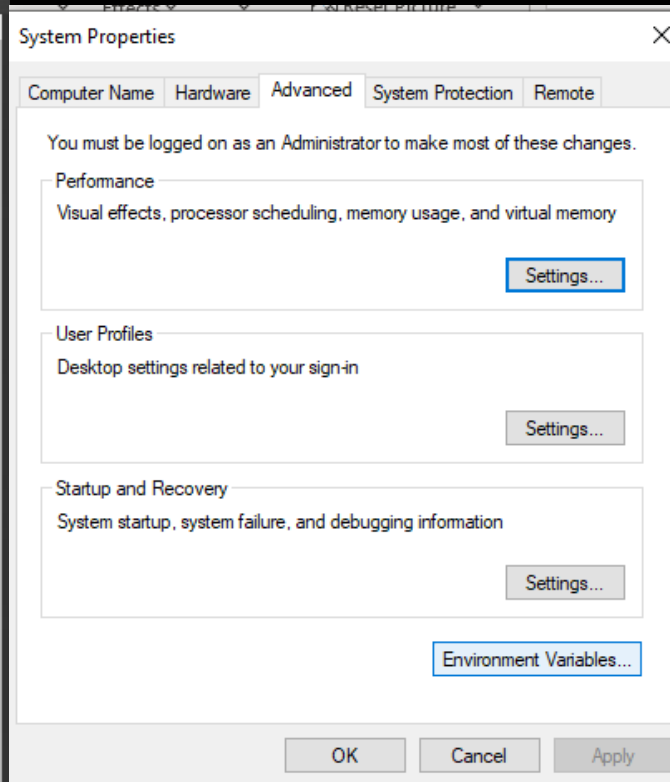 Effects
Reset Picture
System Properties
Computer Name Hardware Advanced System Protection Remote
You must be logged on as an Administrator to make most of these changes.
Performance
Visual effects, processor scheduling, memory usage, and virtual memory
Settings...
User Profiles
Desktop settings related to your sign-in
Settings...
Startup and Recovery
System startup, system failure, and debugging information
Settings...
Environment Variables...
OK Cancel Apply